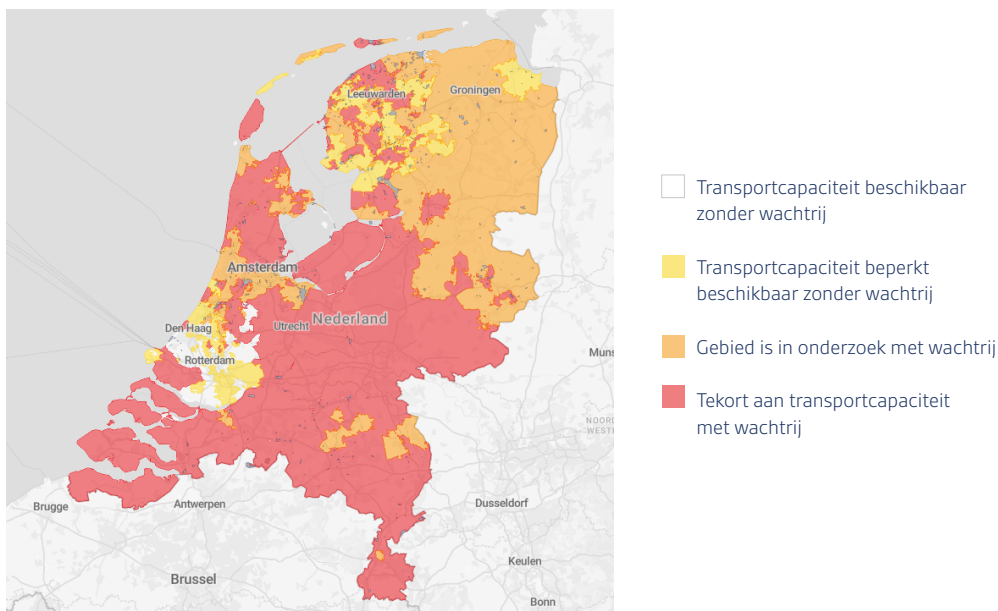 Leeuwarden
Groningen
Amsterdam
Den Haag
Utrecht
Nederland
Rotterdam
Muns
NOORD
WEST
Brugge
Antwerpen
Dusseldorf
Keulen
Brussel
Bonn
Transportcapaciteit beschikbaar
zonder wachtrij
Transportcapaciteit beperkt
beschikbaar zonder wachtrij
Gebied is in onderzoek met wachtrij
Tekort aan transportcapaciteit
met wachtrij